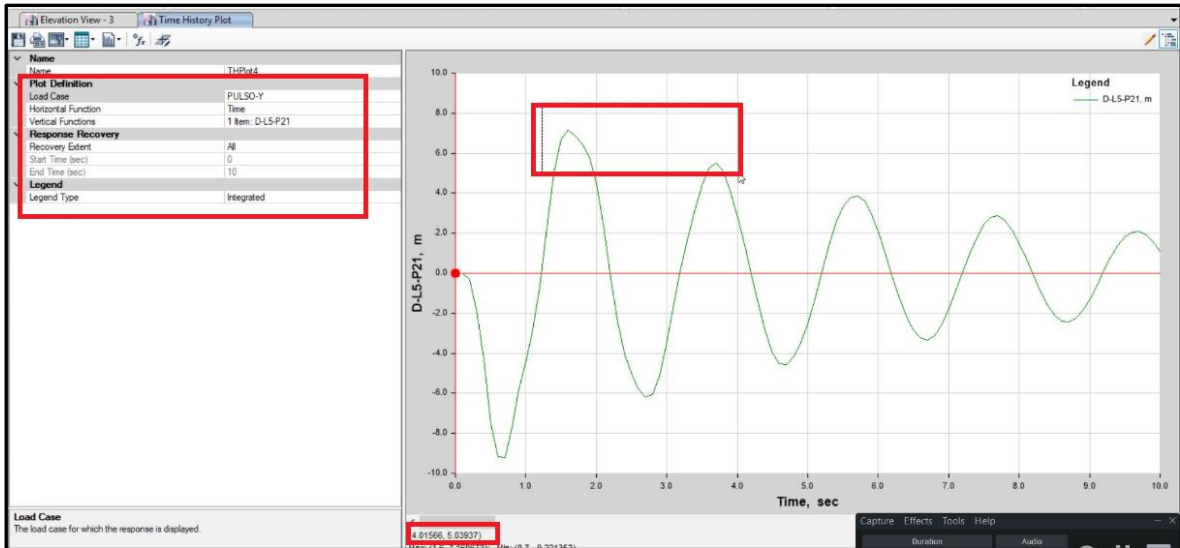 Elevation View - 3
Time History Plot
Name
Name THPlot4
Plot Definition
Load Case PULSO-Y
Horizontal Function Time
Vertical Functions 1 Item: D-L5-P21
Response Recovery
Recovery Extent All
Start Time (sec) 0
End Time (sec) 10
Legend
Legend Type Integrated
Load Case
The load case for which the response is displayed.
Legend
D-L5-P21, m
D-L5-P21, m
10.0
8.0
6.0
4.0
2.0
0.0
-2.0
-4.0
-6.0
-8.0
-10.0
0.0 1.0 2.0 3.0 4.0 5.0 6.0 7.0 8.0 9.0 10.0
Time, sec
4.01566, 5.03937)
Capture Effects Tools Help
Duration Audio